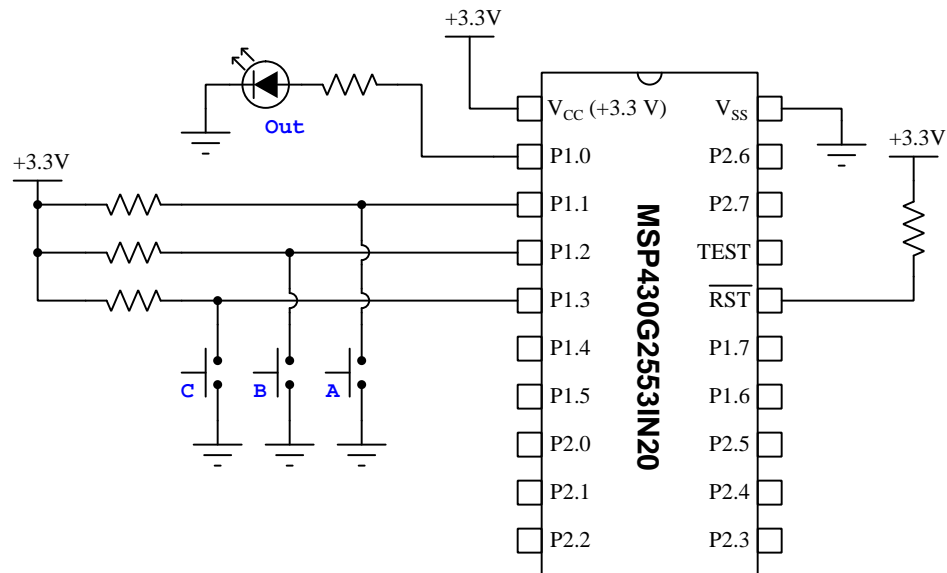 +3.3V
Out
+3.3V
+3.3V
V_CC (+3.3 V)
V_SS
P1.0
P2.6
P1.1
P2.7
P1.2
TEST
P1.3
RST
P1.4
P1.7
P1.5
P1.6
P2.0
P2.5
P2.1
P2.4
P2.2
P2.3
MSP430G2553IN20
C
B
A